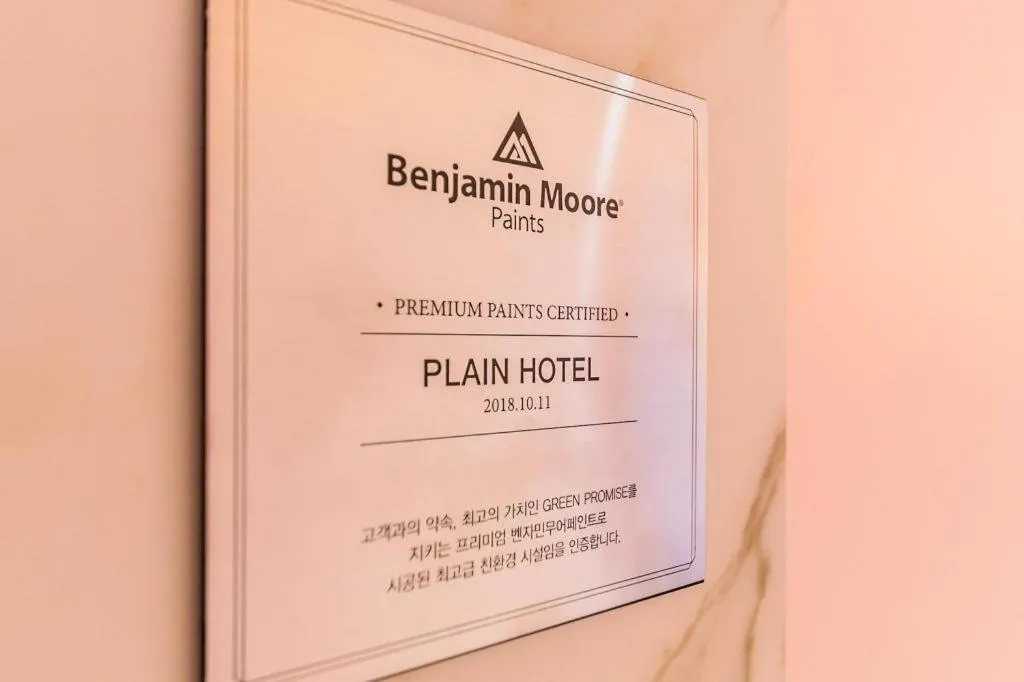 Benjamin Moore®
Paints
• PREMIUM PAINTS CERTIFIED •
PLAIN HOTEL
2018.10.11
고객과의 약속, 최고의 가치인 GREEN PROMISE를
지키는 프리미엄 벤자민무어페인트로
시공된 최고급 친환경 시설임을 인증합니다.